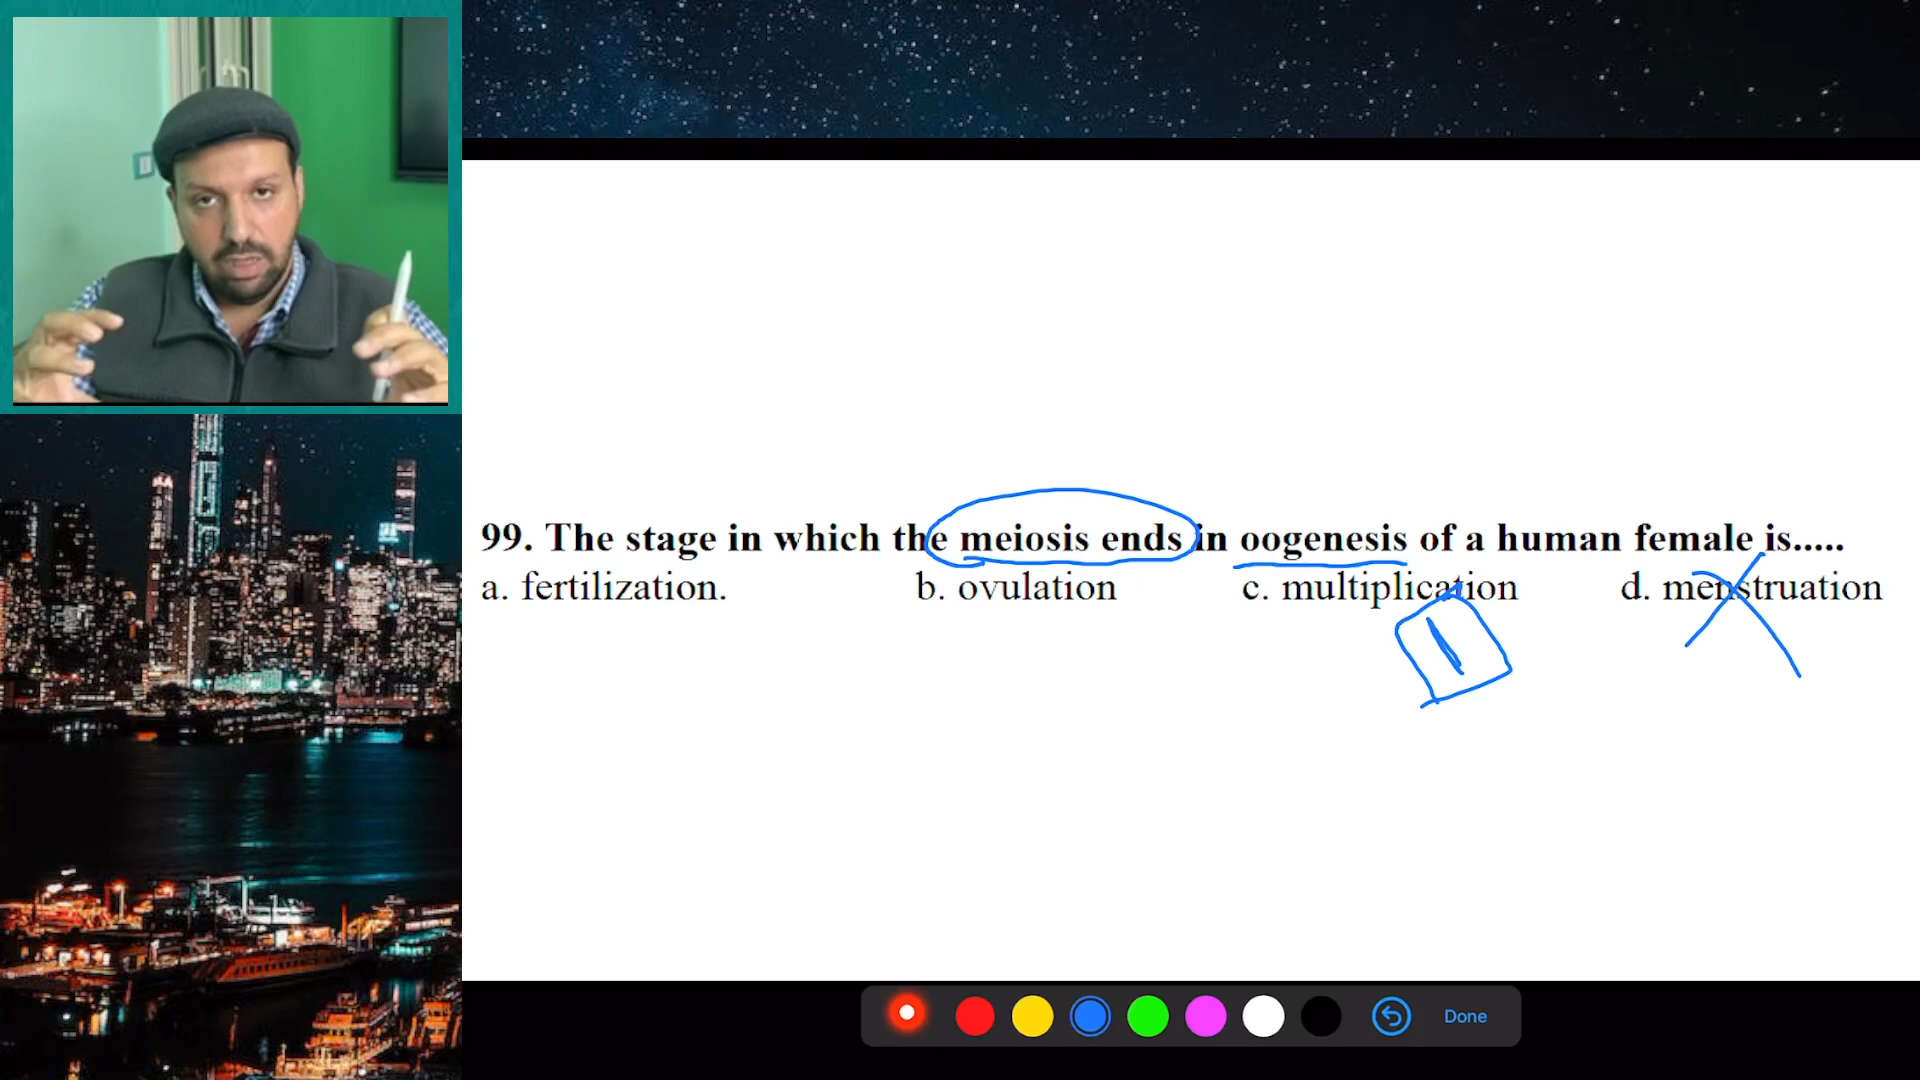 99. The stage in which the meiosis ends in oogenesis of a human female is.....
a. fertilization. b. ovulation c. multiplication d. menstruation
1
Done